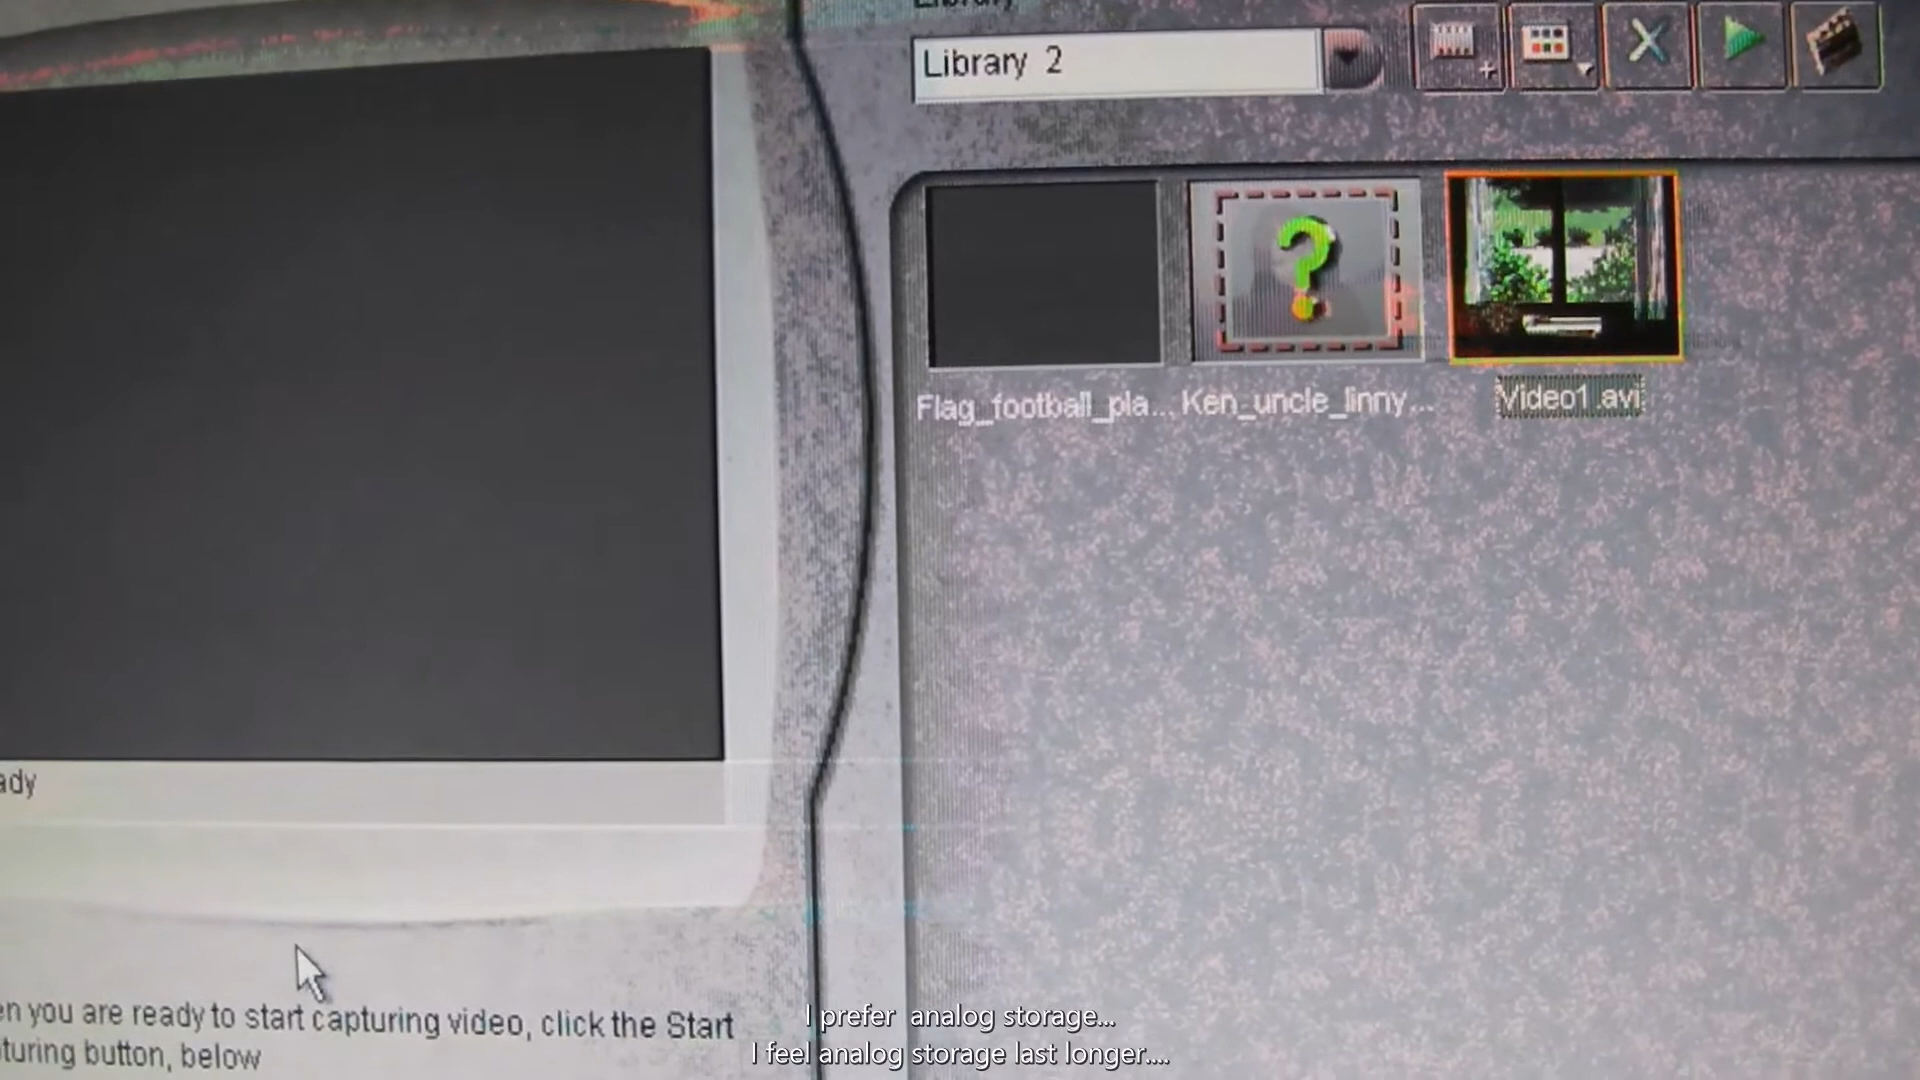 Library
Library 2
Flag_football_pla... Ken_uncle_linny... Video1.avi
ady
en you are ready to start capturing video, click the Start
turing button, below
I prefer analog storage...
I feel analog storage last longer....